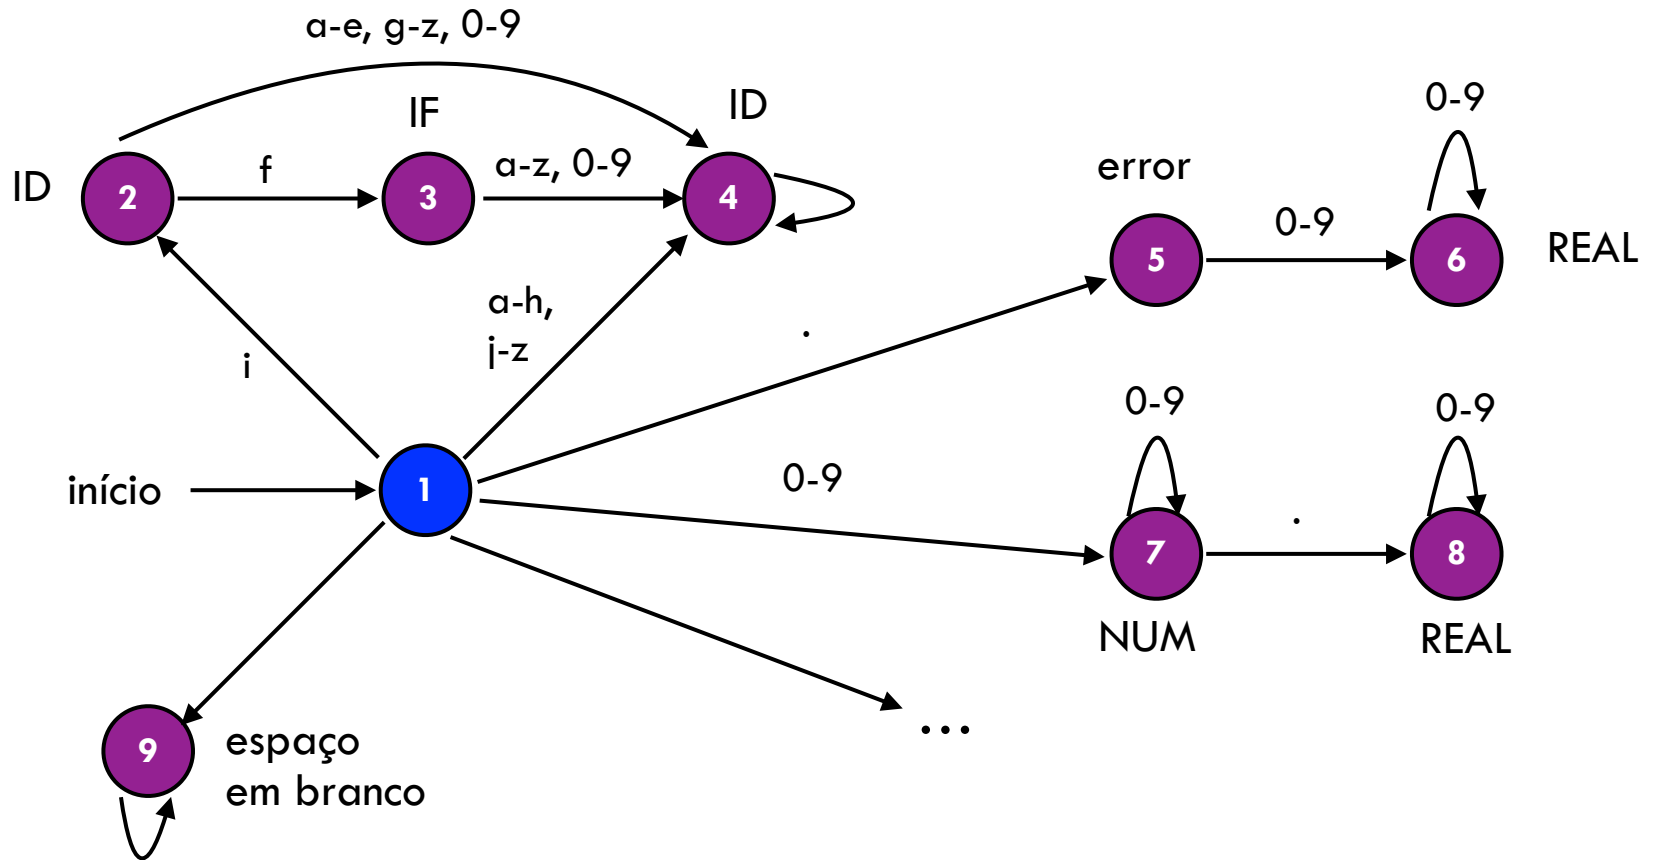 a-e, g-z, 0-9
IF
ID
0-9
error
ID
2
f
3
a-z, 0-9
4
0-9
5
6
REAL
a-h,
j-z
.
i
0-9
0-9
início
1
0-9
.
7
8
NUM
REAL
...
9
espaço
em branco